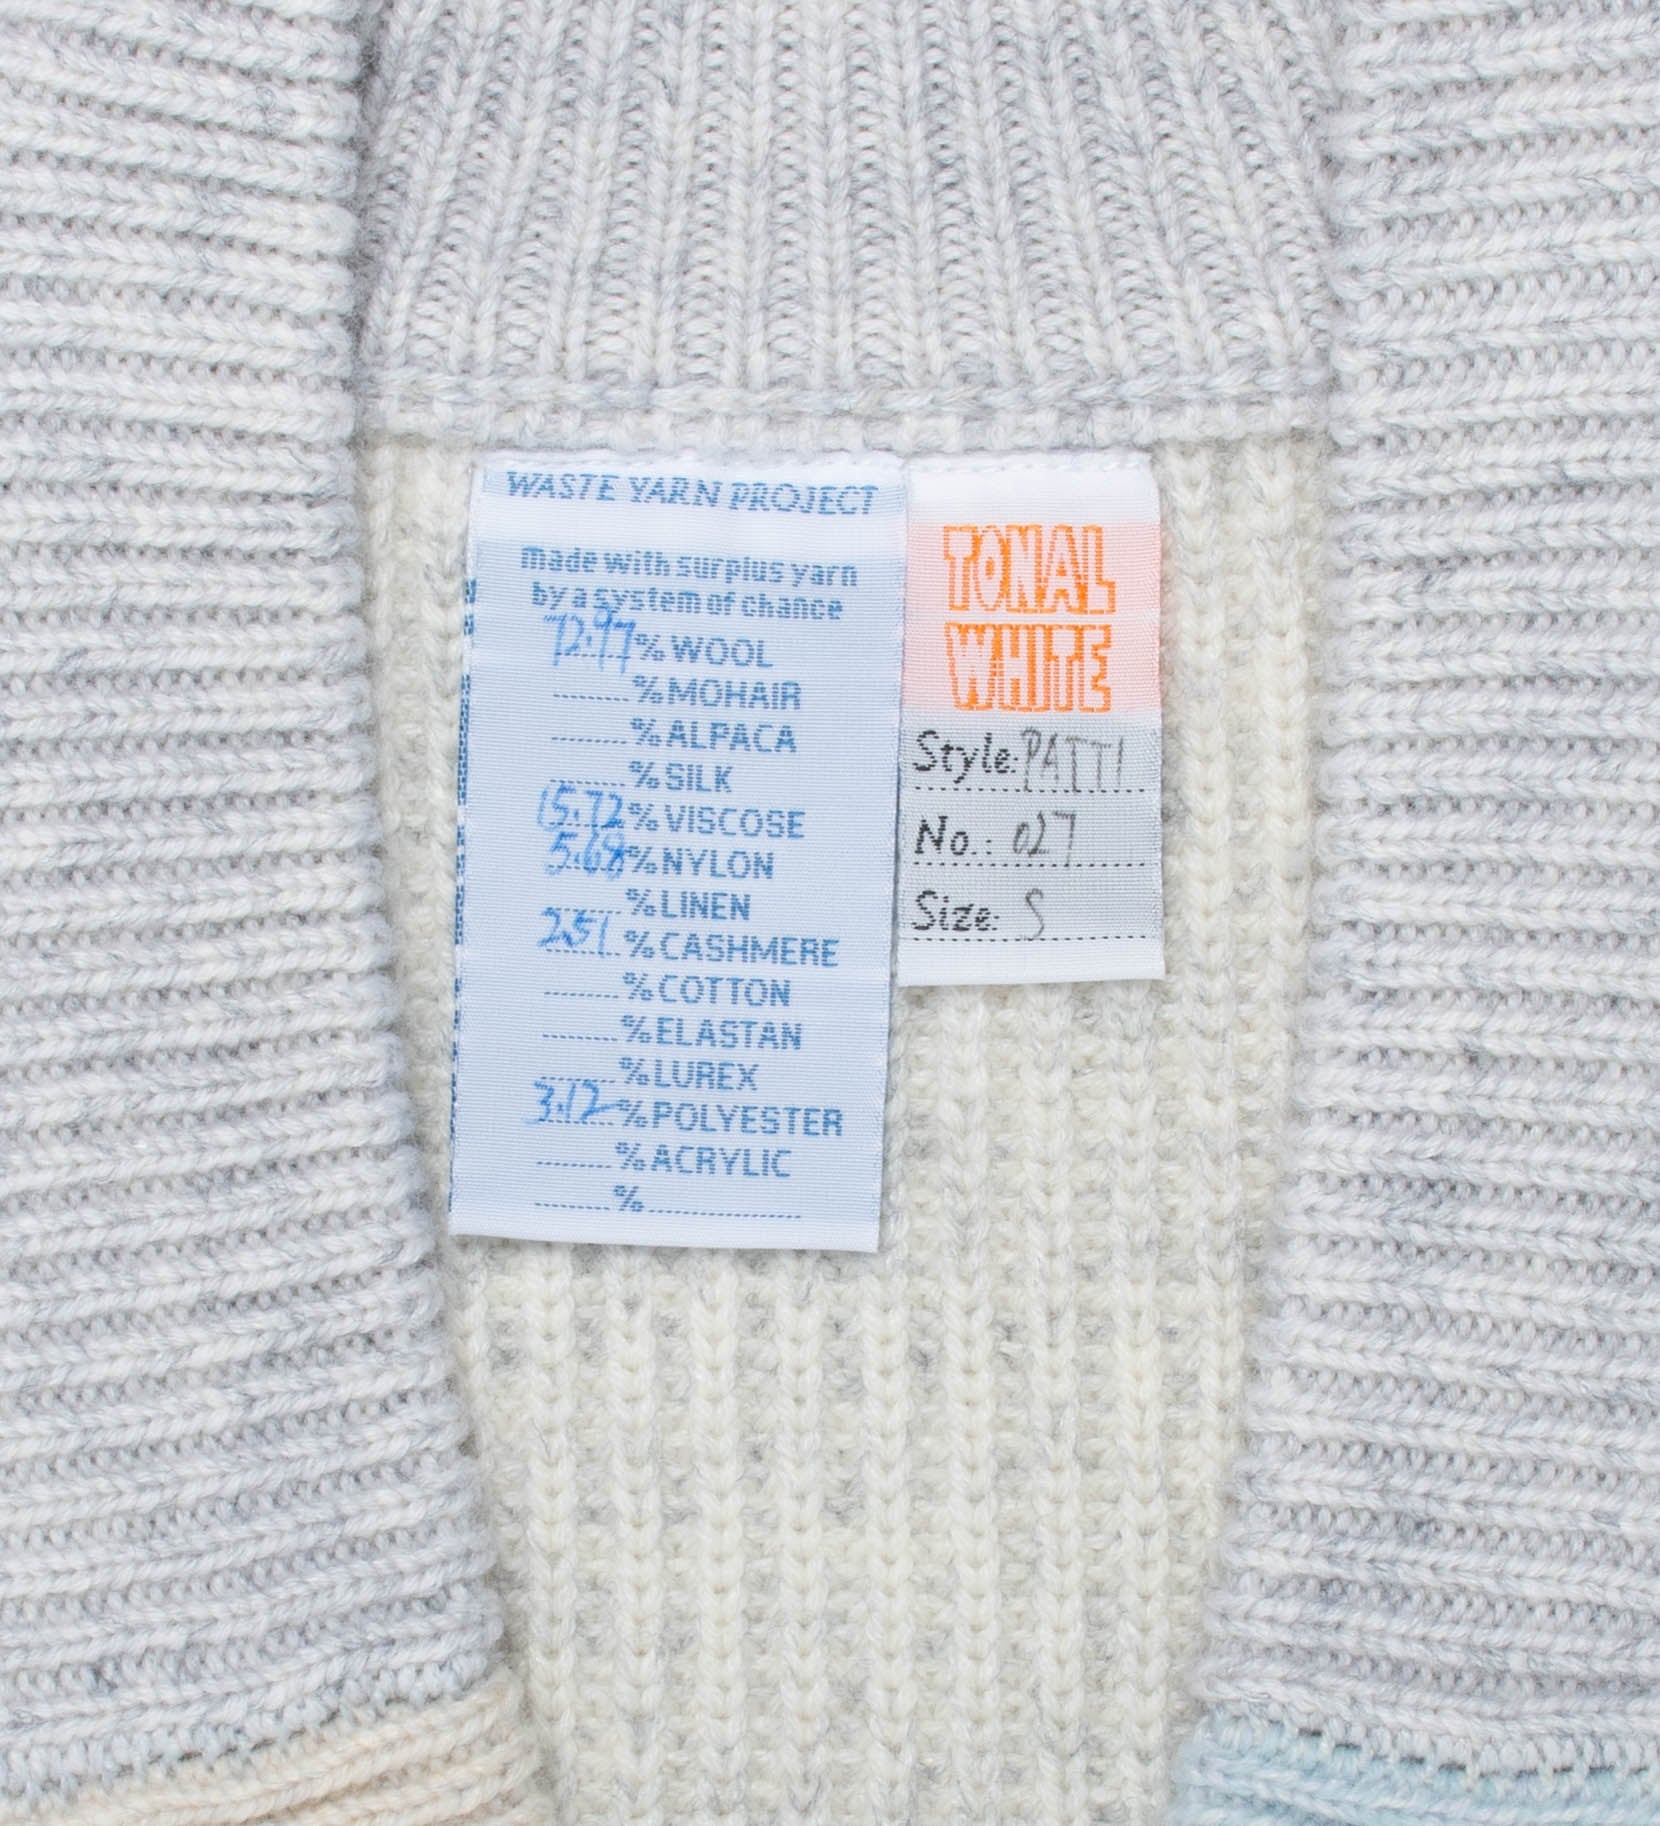 WASTE YARN PROJECT
made with surplus yarn
by a system of chance
72.97% WOOL
........% MOHAIR
........% ALPACA
........% SILK
15.72% VISCOSE
5.68% NYLON
........% LINEN
2.51% CASHMERE
........% COTTON
........% ELASTAN
........% LUREX
3.12% POLYESTER
........% ACRYLIC
........%................
TONAL
WHITE
Style: PATTI
No.: 027
Size: S